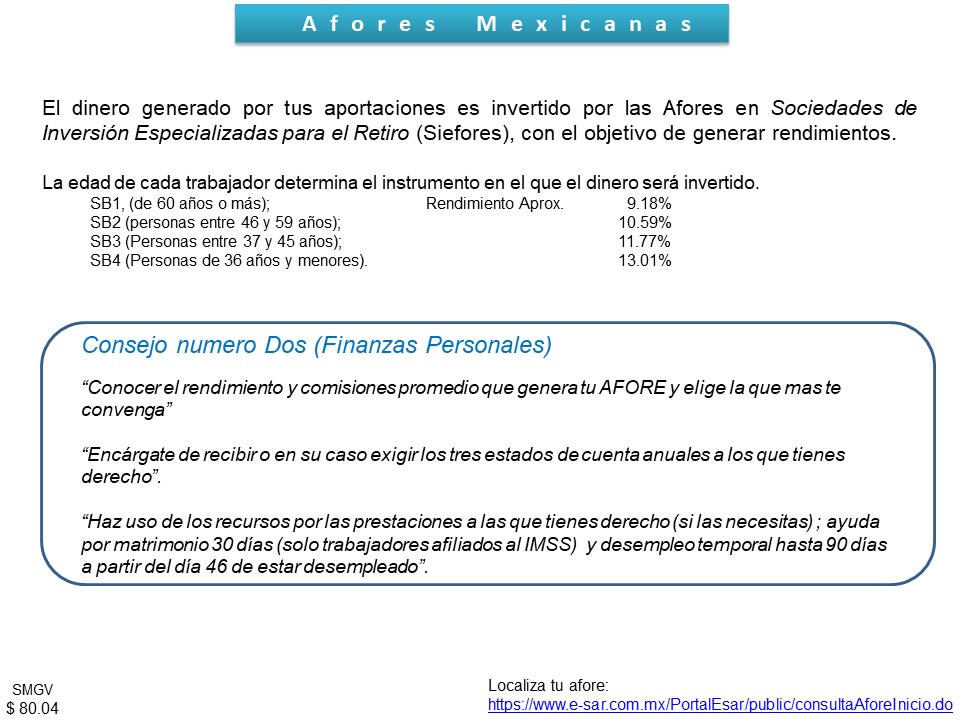 Afores Mexicanas
El dinero generado por tus aportaciones es invertido por las Afores en Sociedades de
Inversión Especializadas para el Retiro (Siefores), con el objetivo de generar rendimientos.
La edad de cada trabajador determina el instrumento en el que el dinero será invertido.
SB1, (de 60 años o más); Rendimiento Aprox. 9.18%
SB2 (personas entre 46 y 59 años); 10.59%
SB3 (Personas entre 37 y 45 años); 11.77%
SB4 (Personas de 36 años y menores). 13.01%
Consejo numero Dos (Finanzas Personales)
“Conocer el rendimiento y comisiones promedio que genera tu AFORE y elige la que mas te
convenga”
“Encárgate de recibir o en su caso exigir los tres estados de cuenta anuales a los que tienes
derecho”.
“Haz uso de los recursos por las prestaciones a las que tienes derecho (si las necesitas) ; ayuda
por matrimonio 30 días (solo trabajadores afiliados al IMSS) y desempleo temporal hasta 90 días
a partir del día 46 de estar desempleado”.
SMGV
$ 80.04
Localiza tu afore:
https://www.e-sar.com.mx/PortalEsar/public/consultaAforeInicio.do